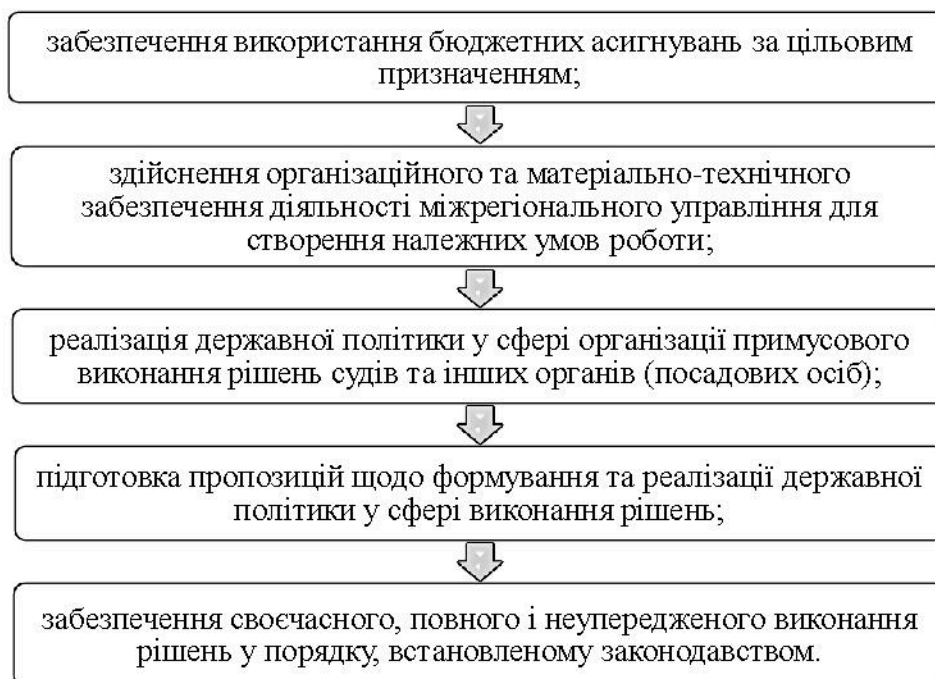 забезпечення використання бюджетних асигнувань за цільовим
призначенням;
здійснення організаційного та матеріально-технічного
забезпечення діяльності міжрегіонального управління для
створення належних умов роботи;
реалізація державної політики у сфері організації примусового
виконання рішень судів та інших органів (посадових осіб);
підготовка пропозицій щодо формування та реалізації державної
політики у сфері виконання рішень;
забезпечення своєчасного, повного і неупередженого виконання
рішень у порядку, встановленому законодавством.